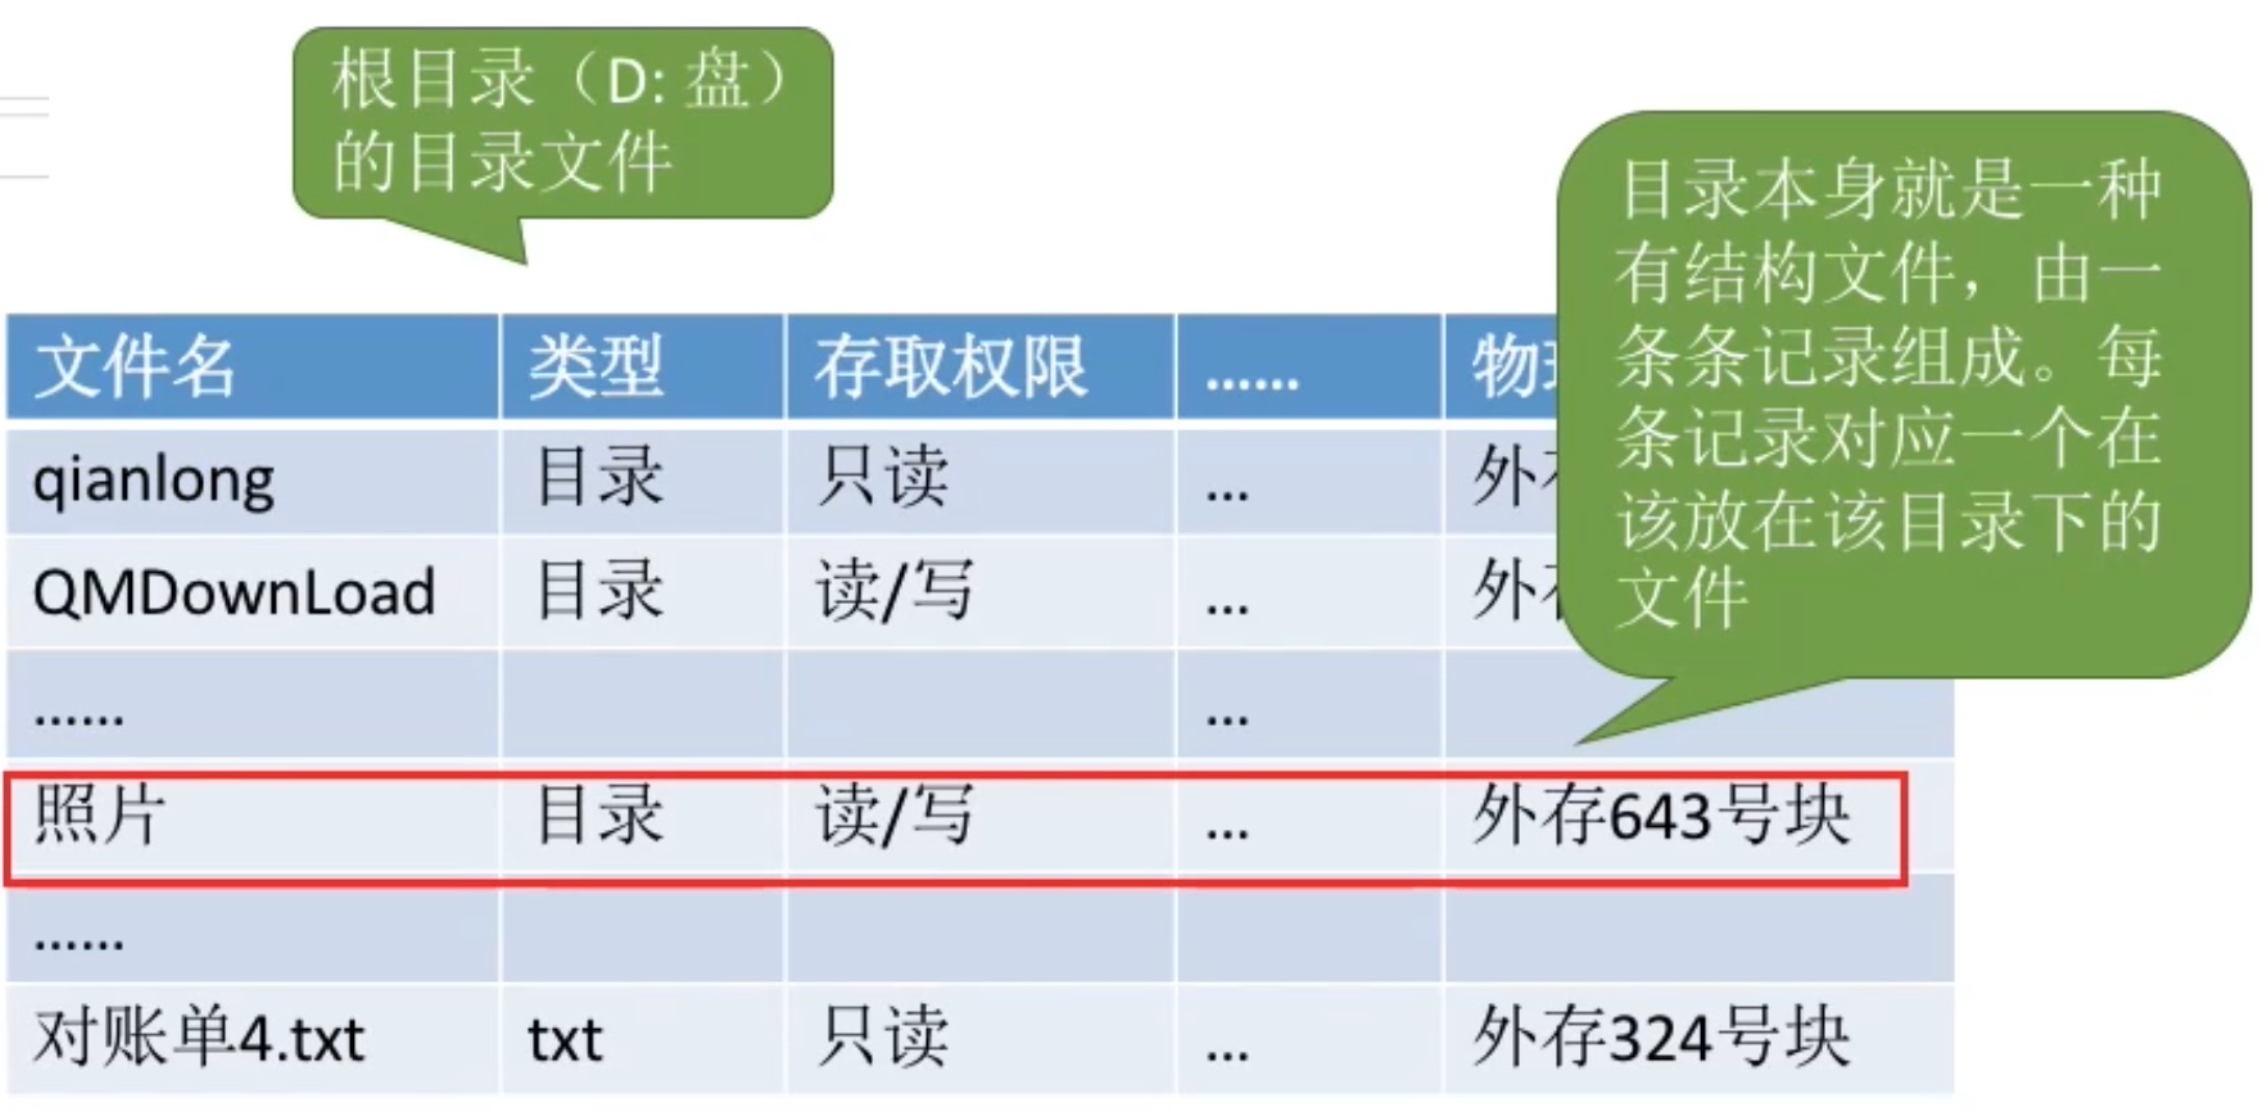 根目录（D: 盘）
的目录文件
目录本身就是一种
有结构文件，由一
条条记录组成。每
条记录对应一个在
该放在该目录下的
文件
文件名 类型 存取权限 …… 物
qianlong 目录 只读 … 外
QMDownLoad 目录 读/写 … 外
…… …
照片 目录 读/写 … 外存643号块
……
对账单4.txt txt 只读 … 外存324号块